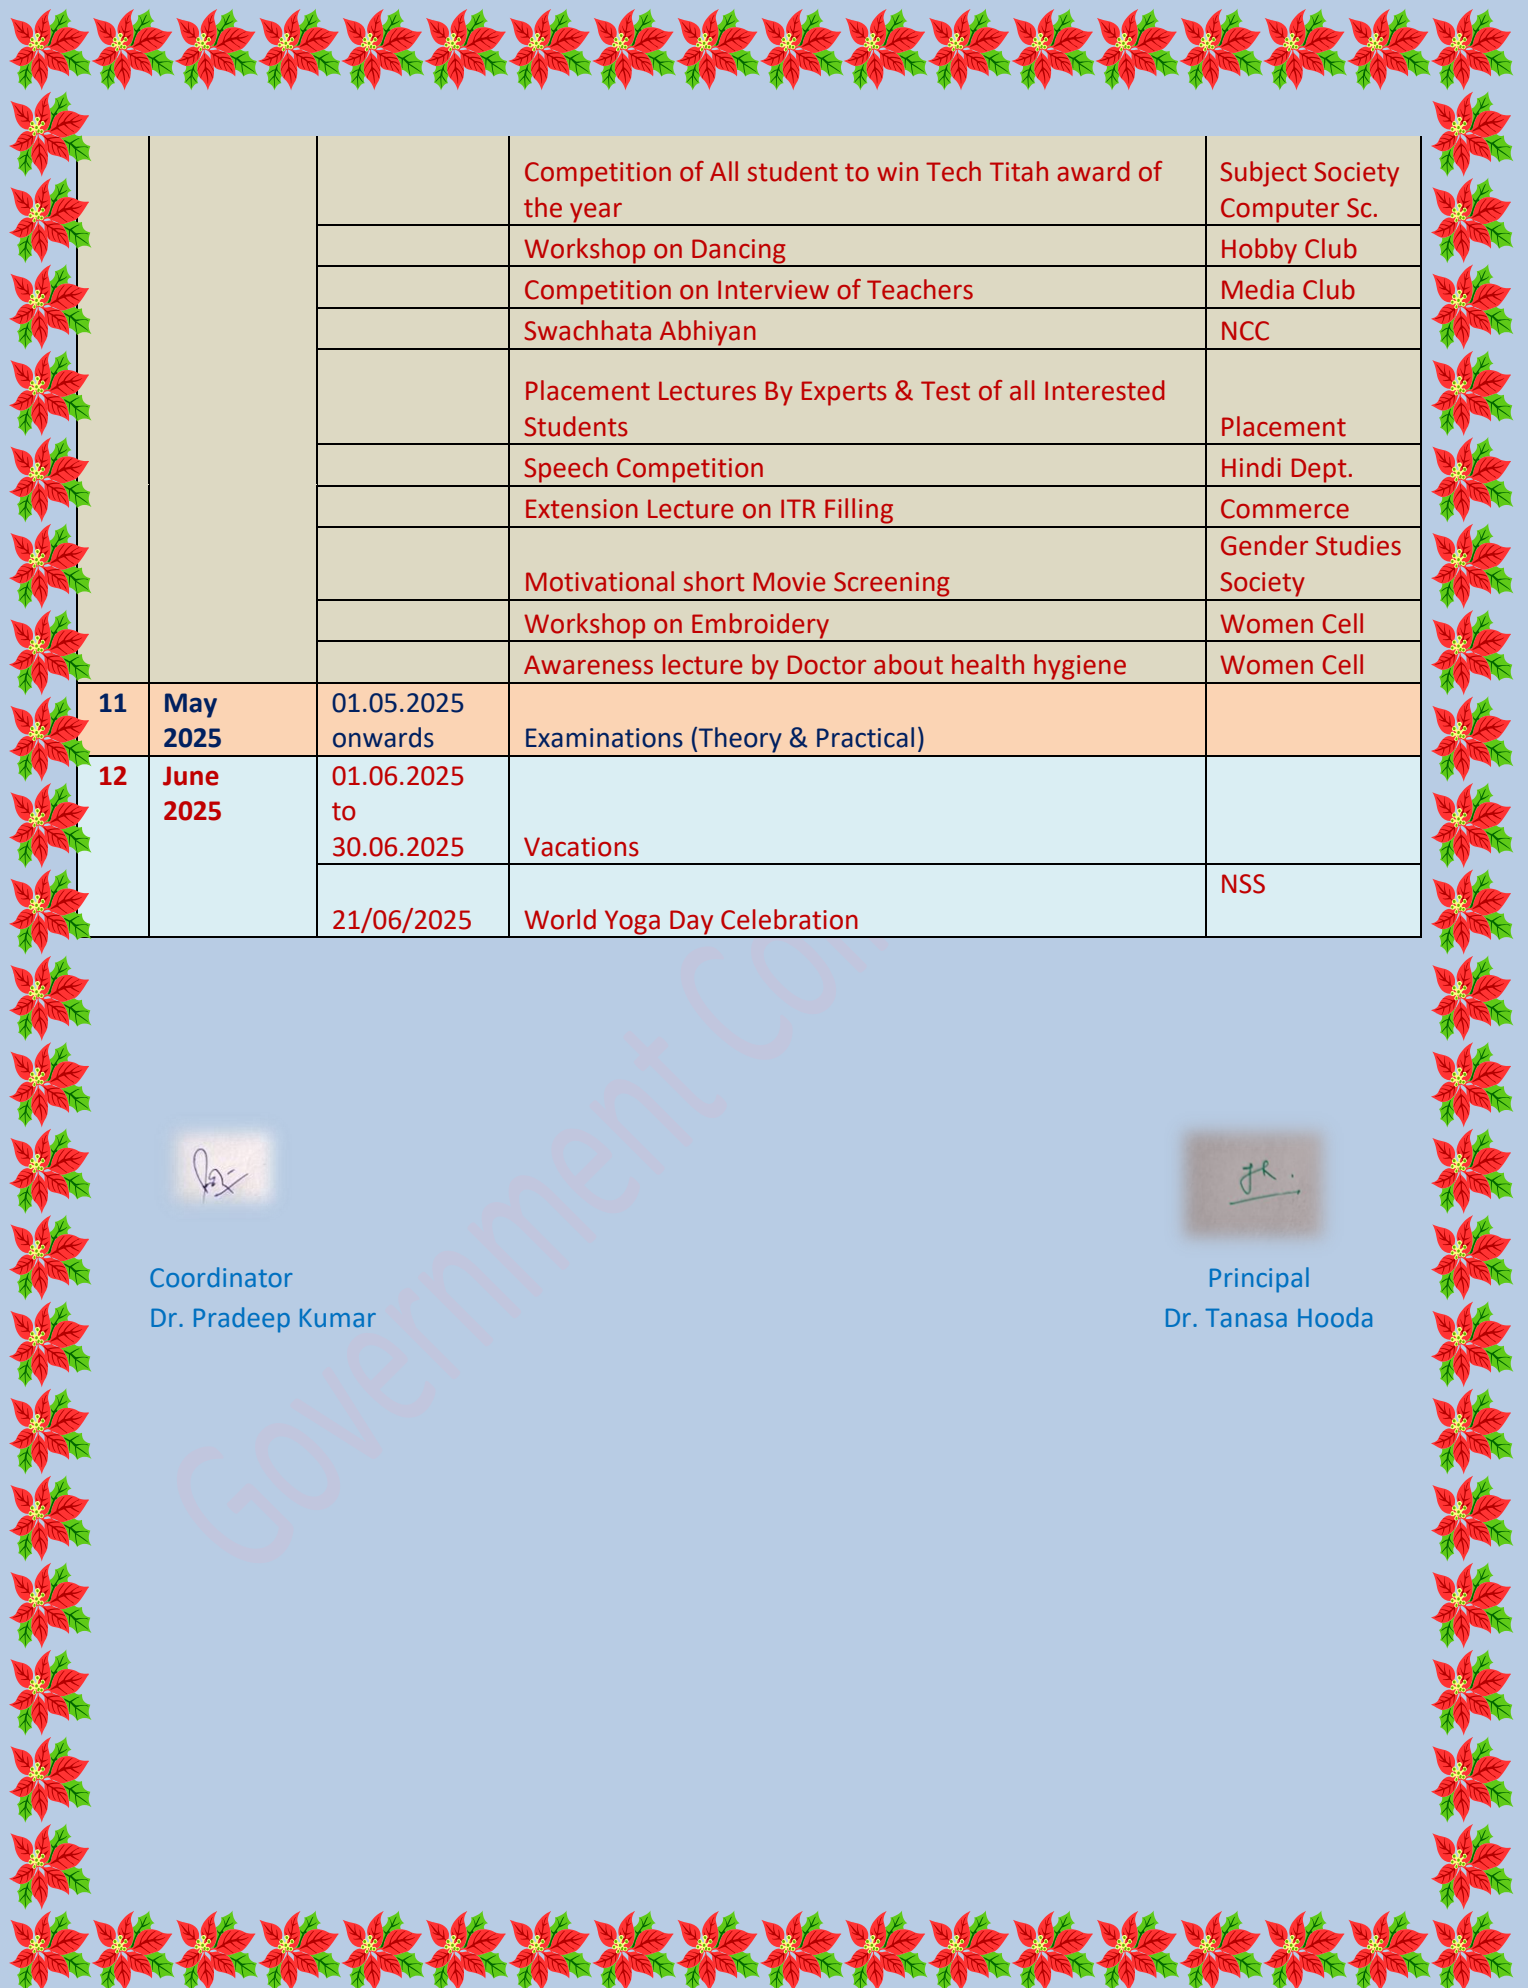 Competition of All student to win Tech Titah award of
the year
Subject Society
Computer Sc.
Workshop on Dancing
Hobby Club
Competition on Interview of Teachers
Media Club
Swachhata Abhiyan
NCC
Placement Lectures By Experts & Test of all Interested
Students
Placement
Speech Competition
Hindi Dept.
Extension Lecture on ITR Filling
Commerce
Motivational short Movie Screening
Gender Studies
Society
Workshop on Embroidery
Women Cell
Awareness lecture by Doctor about health hygiene
Women Cell
11
May
2025
01.05.2025
onwards
Examinations (Theory & Practical)
12
June
2025
01.06.2025
to
30.06.2025
Vacations
21/06/2025
World Yoga Day Celebration
NSS
Government
Coordinator
Dr. Pradeep Kumar
Principal
Dr. Tanasa Hooda